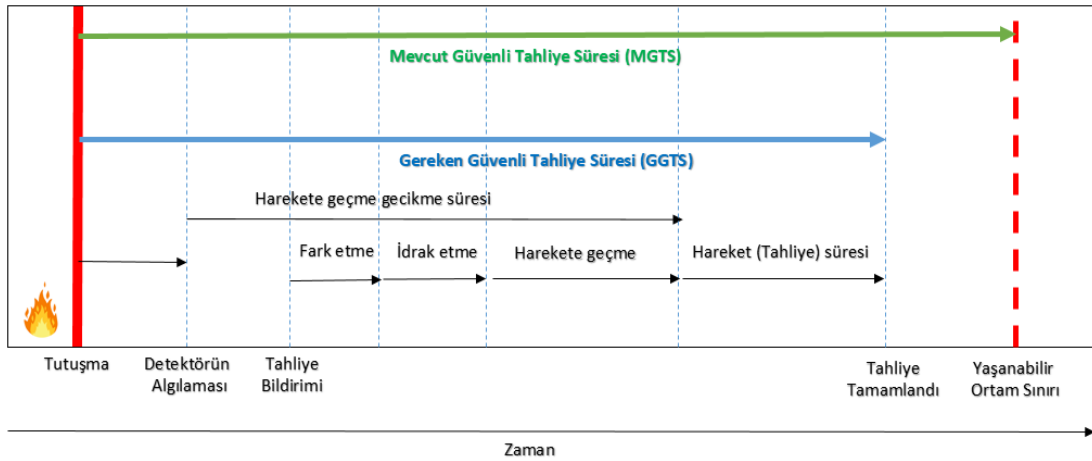 Mevcut Güvenli Tahliye Süresi (MGTS)
Gereken Güvenli Tahliye Süresi (GGTS)
Harekete geçme gecikme süresi
Fark etme
İdrak etme
Harekete geçme
Hareket (Tahliye) süresi
Tutuşma
Detektörün
Algılaması
Tahliye
Bildirimi
Tahliye
Tamamlandı
Yaşanabilir
Ortam Sınırı
Zaman